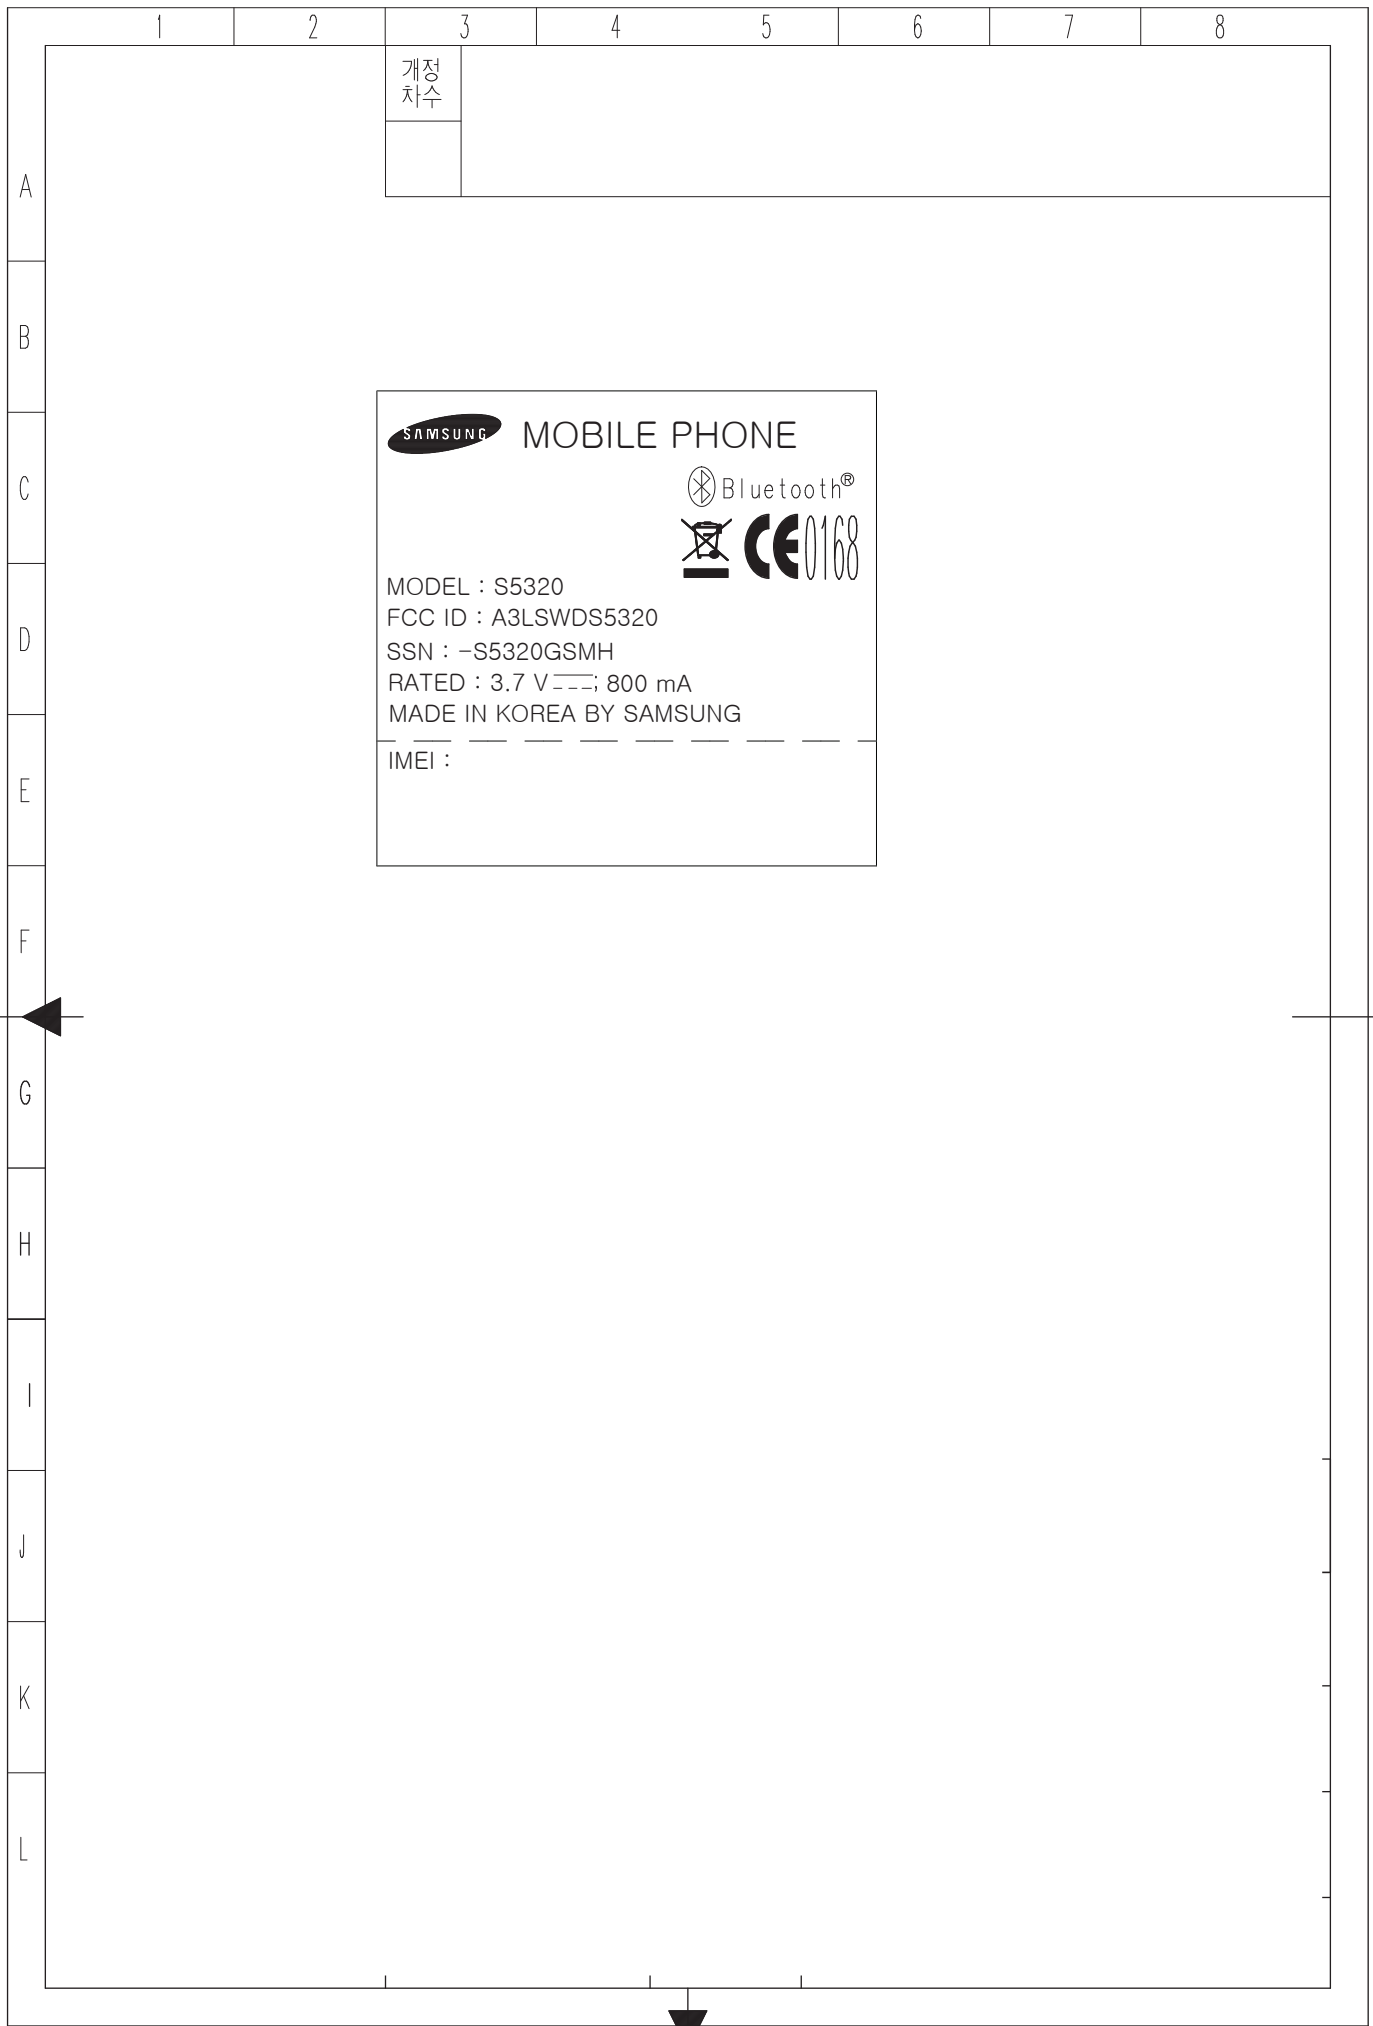 1 2 3 4 5 6 7 8
개정
차수
A
B
SAMSUNG MOBILE PHONE
C
Bluetooth®
CE0168
MODEL : S5320
FCC ID : A3LSWDS5320
D
SSN : -S5320GSMH
RATED : 3.7 V ; 800 mA
MADE IN KOREA BY SAMSUNG
IMEI :
E
F
G
H
I
J
K
L